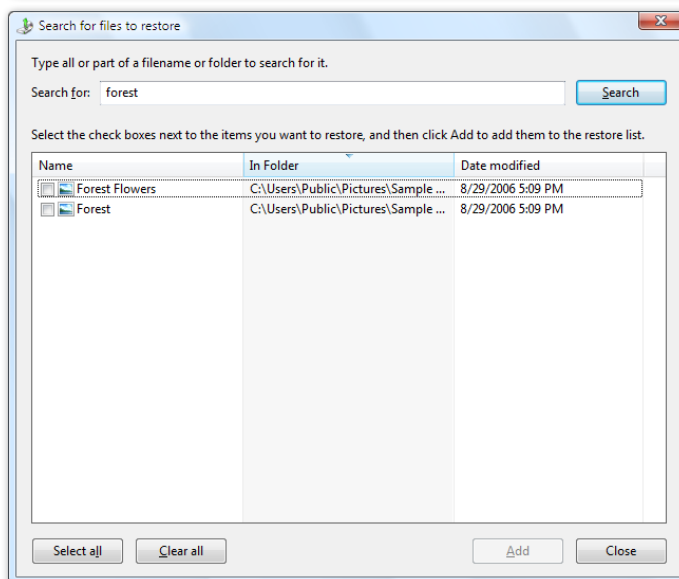 Search for files to restore
Type all or part of a filename or folder to search for it.
Search for: forest Search
Select the check boxes next to the items you want to restore, and then click Add to add them to the restore list.
Name In Folder Date modified
Forest Flowers C:\Users\Public\Pictures\Sample ... 8/29/2006 5:09 PM
Forest C:\Users\Public\Pictures\Sample ... 8/29/2006 5:09 PM
Select all Clear all Add Close